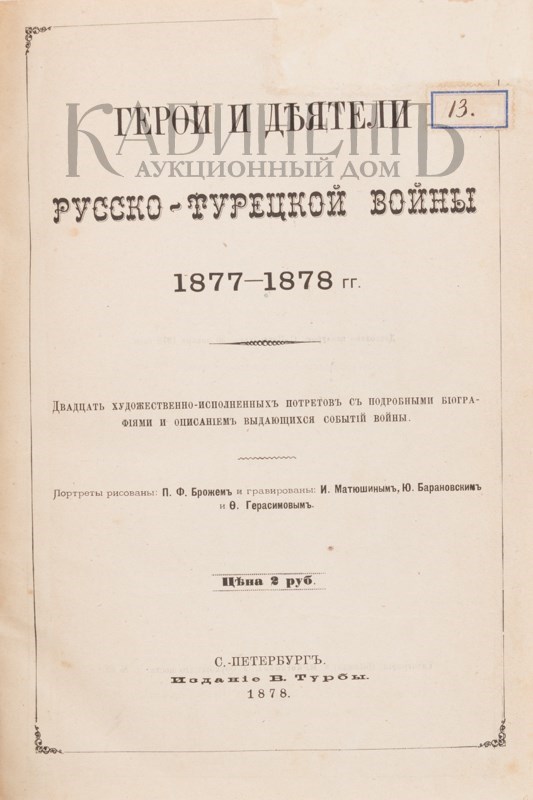 ГЕРОИ И ДѢЯТЕЛИ
13.
КАБИНЕТЪ
АУКЦИОННЫЙ ДОМ
РУССКО-ТУРЕЦКОЙ ВОЙНЫ
1877—1878 гг.
Двадцать художественно-исполненныхъ потретовъ съ подробными біогра-
фіями и описаніемъ выдающихся событій войны.
Портреты рисованы: П. Ф. Брожемъ и гравированы: И. Матюшинымъ, Ю. Барановскимъ
и Ѳ. Герасимовымъ.
Цѣна 2 руб.
С.-ПЕТЕРБУРГЪ.
Изданіе В. Турбы.
1878.